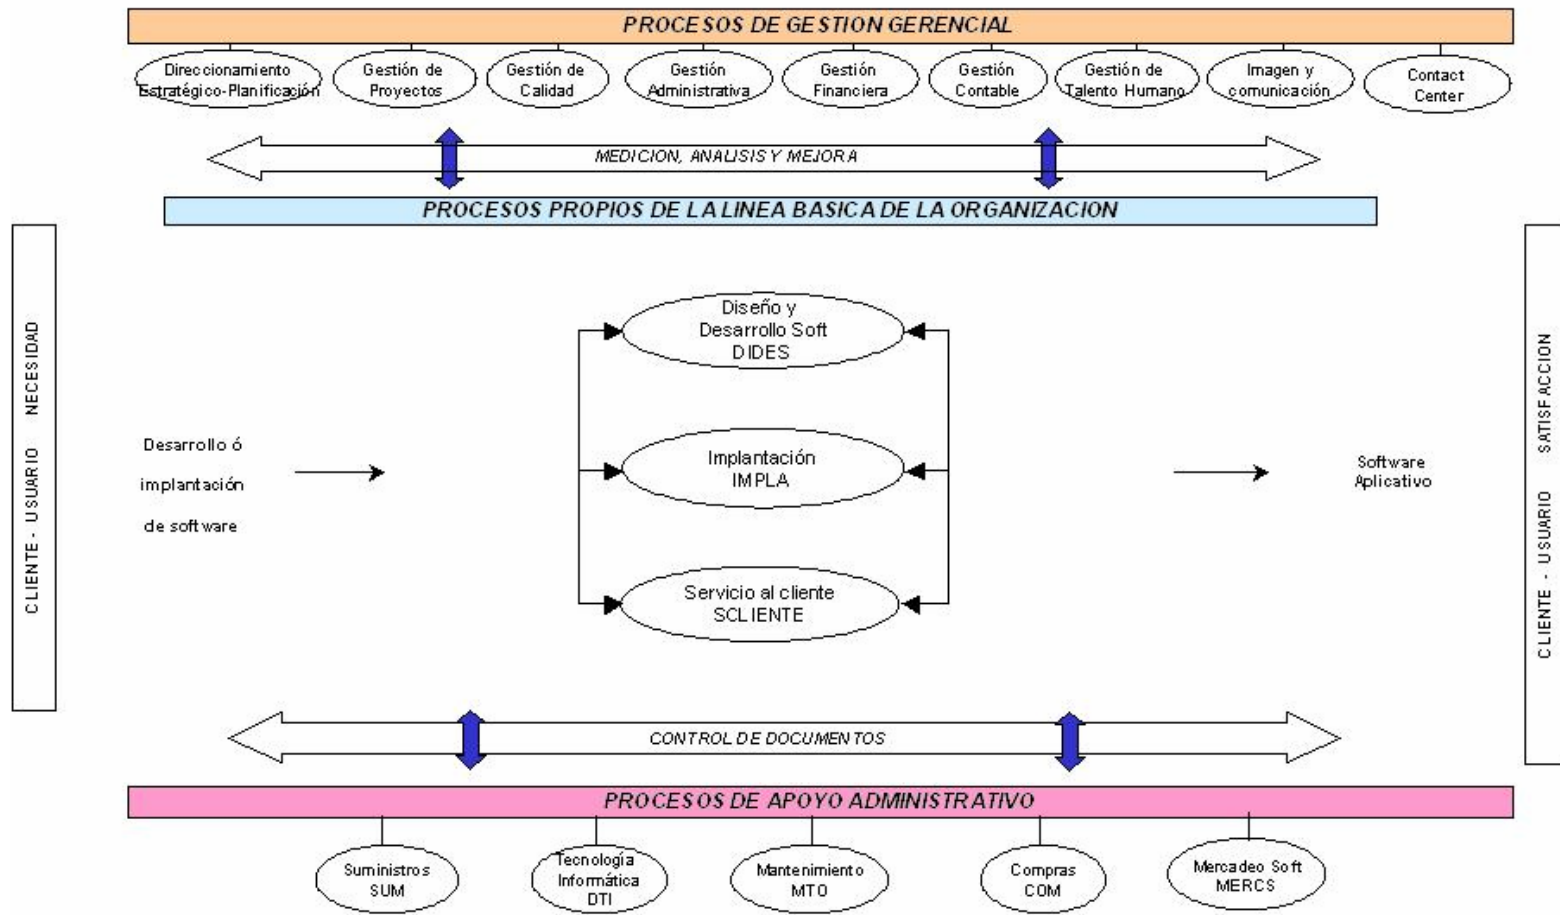 PROCESOS DE GESTION GERENCIAL
Direccionamiento
Estratégico-Planificación
Gestión de
Proyectos
Gestión de
Calidad
Gestión
Administrativa
Gestión
Financiera
Gestión
Contable
Gestión de
Talento Humano
Imagen y
comunicación
Contact
Center
MEDICION, ANALISIS Y MEJORA
PROCESOS PROPIOS DE LA LINEA BASICA DE LA ORGANIZACION
CLIENTE - USUARIO NECESIDAD
Desarrollo ó
implantación
de software
Diseño y
Desarrollo Soft
DIDES
Implantación
IMPLA
Servicio al cliente
SCLIENTE
Software
Aplicativo
CLIENTE - USUARIO SATISFACCION
CONTROL DE DOCUMENTOS
PROCESOS DE APOYO ADMINISTRATIVO
Suministros
SUM
Tecnología
Informática
DTI
Mantenimiento
MTO
Compras
COM
Mercadeo Soft
MERCS